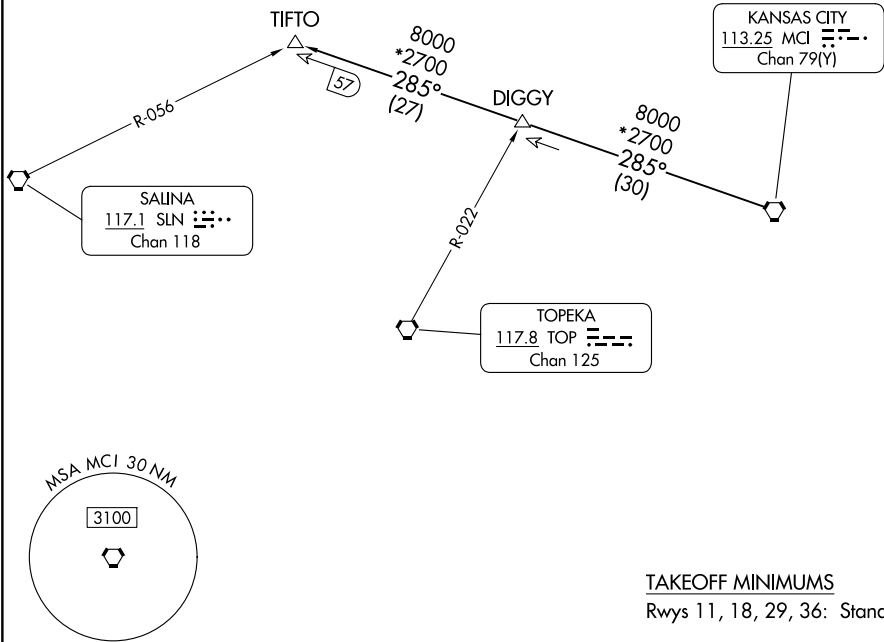 TIFTO
8000
*2700
285°
(27)
57
DIGGY
8000
*2700
285°
(30)
KANSAS CITY
113.25 MCI
Chan 79(Y)
R-056
SALINA
117.1 SLN
Chan 118
R-022
TOPEKA
117.8 TOP
Chan 125
MSA MCI 30 NM
3100
TAKEOFF MINIMUMS
Rwys 11, 18, 29, 36: